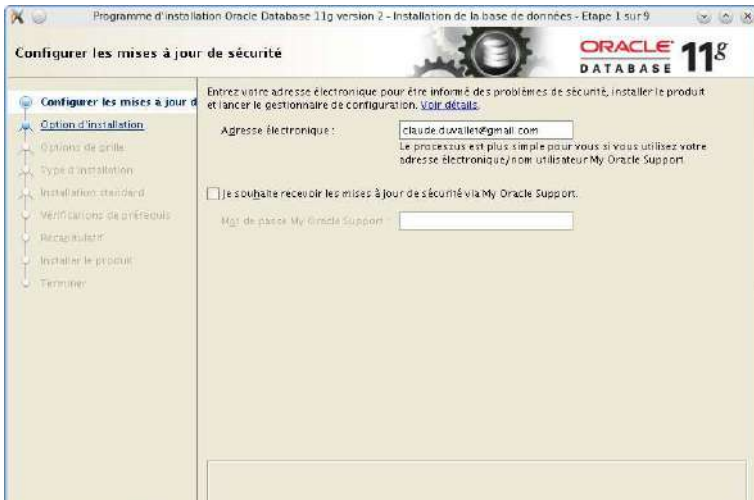 Programme d'installation Oracle Database 11g version 2 - Installation de la base de données - Etape 1 sur 9
Configurer les mises à jour de sécurité
ORACLE
DATABASE
11g
Configurer les mises à jour d
Option d'installation
Options de grille
Type d'installation
Installation standard
Vérifications de prérequis
Récapitulatif
Installer le produit
Terminer
Entrez votre adresse électronique pour être informé des problèmes de sécurité, installer le produit
et lancer le gestionnaire de configuration. Voir détails.
Adresse électronique :
claude.duvallet@gmail.com
Le processus est plus simple pour vous si vous utilisez votre
adresse électronique/nom utilisateur My Oracle Support.
Je souhaite recevoir les mises à jour de sécurité via My Oracle Support.
Mot de passe My Oracle Support :